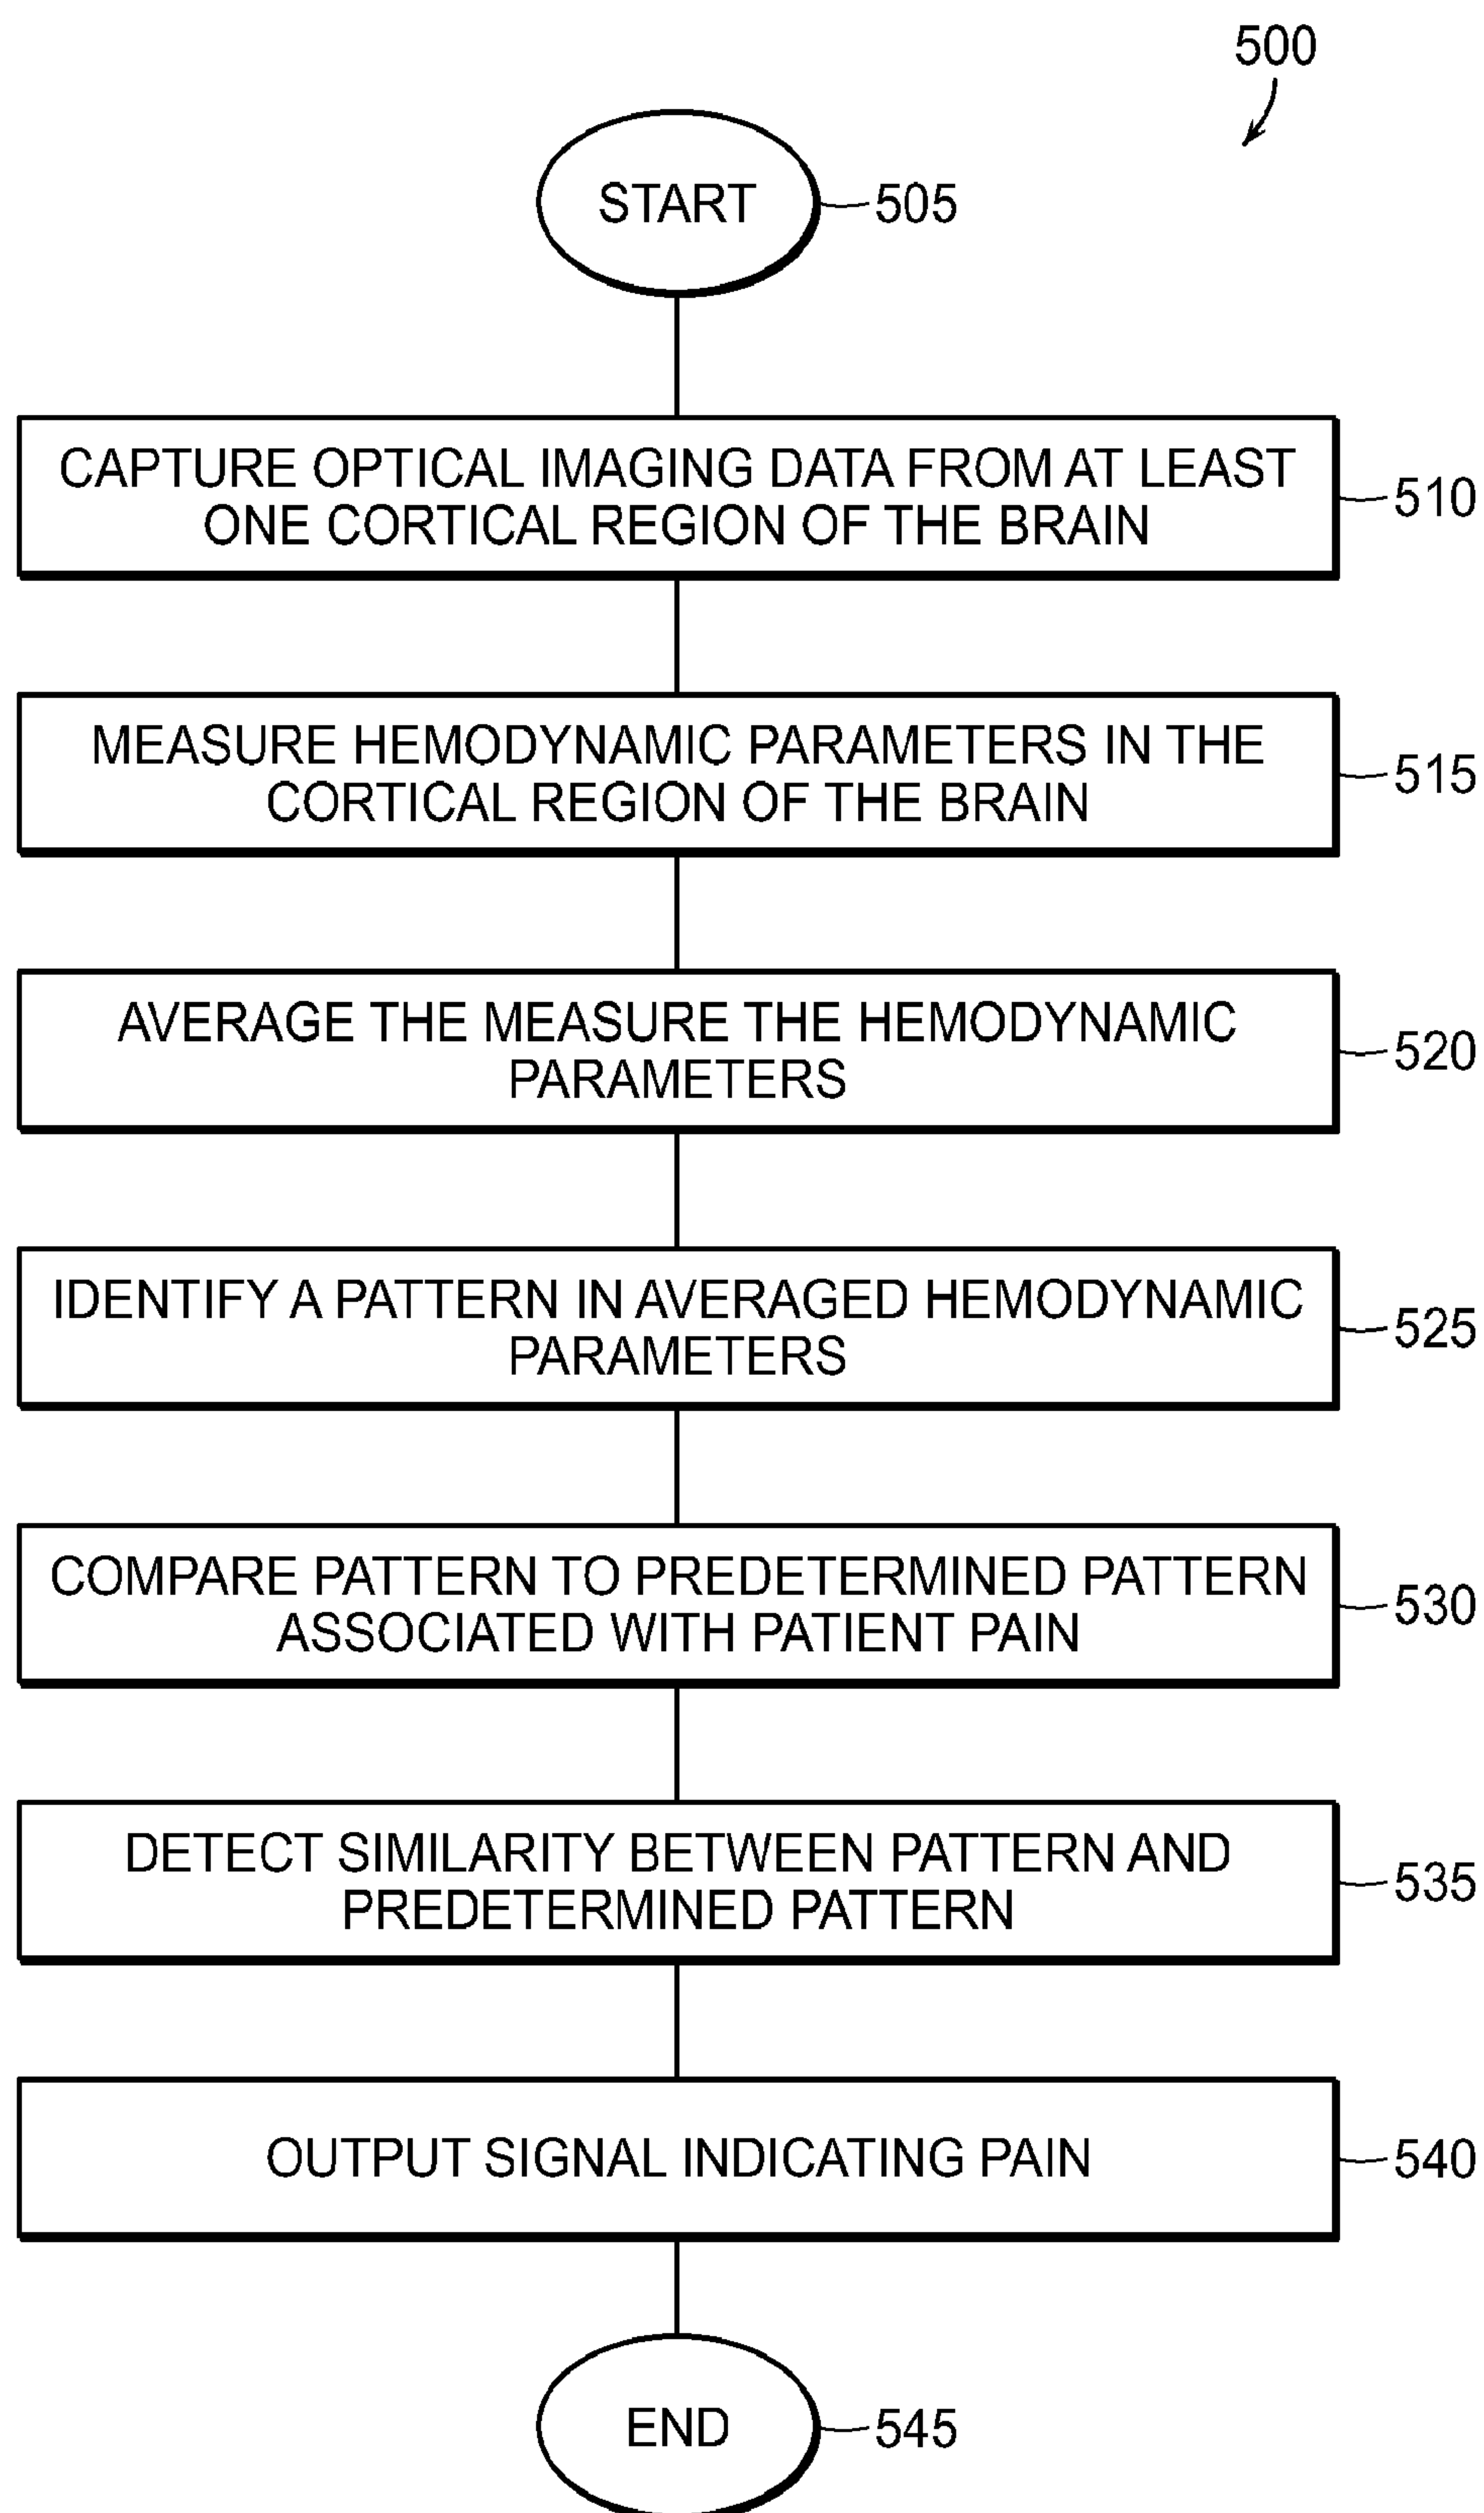 500
START
505
CAPTURE OPTICAL IMAGING DATA FROM AT LEAST
ONE CORTICAL REGION OF THE BRAIN
510
MEASURE HEMODYNAMIC PARAMETERS IN THE
CORTICAL REGION OF THE BRAIN
515
AVERAGE THE MEASURE THE HEMODYNAMIC
PARAMETERS
520
IDENTIFY A PATTERN IN AVERAGED HEMODYNAMIC
PARAMETERS
525
COMPARE PATTERN TO PREDETERMINED PATTERN
ASSOCIATED WITH PATIENT PAIN
530
DETECT SIMILARITY BETWEEN PATTERN AND
PREDETERMINED PATTERN
535
OUTPUT SIGNAL INDICATING PAIN
540
END
545